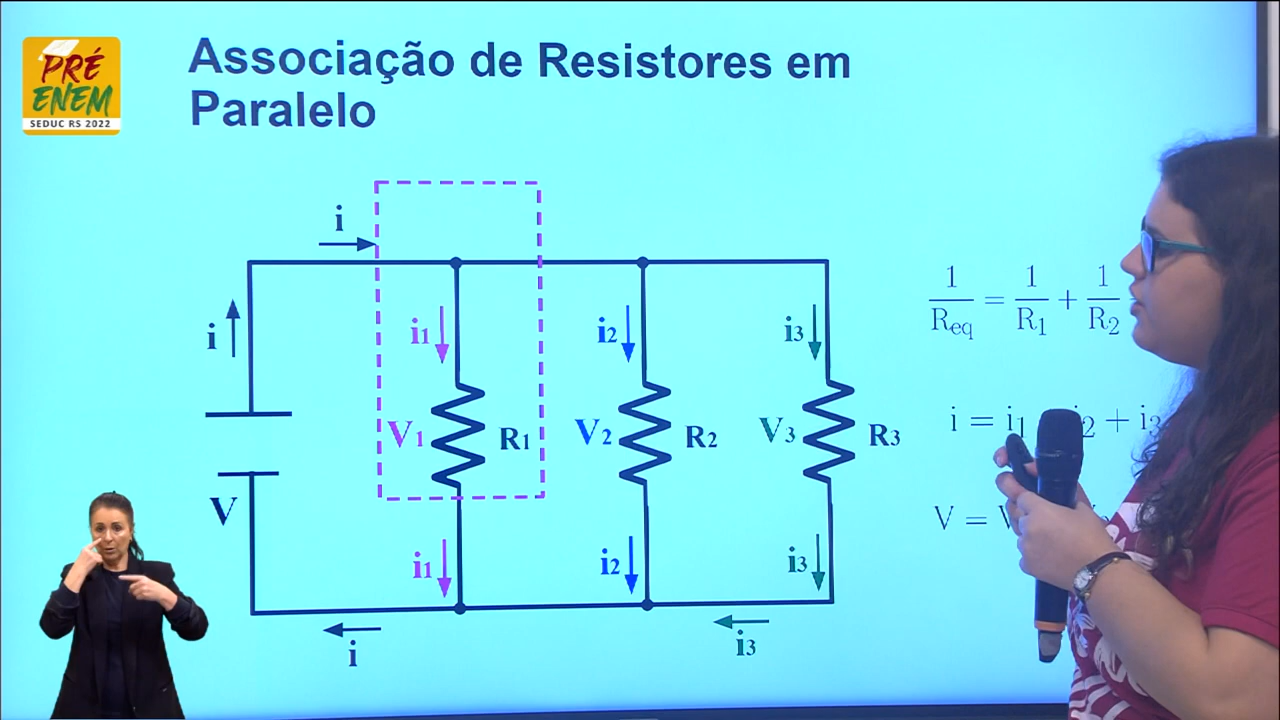 PRÉ
ENEM
SEDUC RS 2022
Associação de Resistores em
Paralelo
i
i
i1
i2
i3
V1
R1
V2
R2
V3
R3
V
i1
i2
i3
i
i3
1/Req = 1/R1 + 1/R2
i = i1 i2 + i3
V =